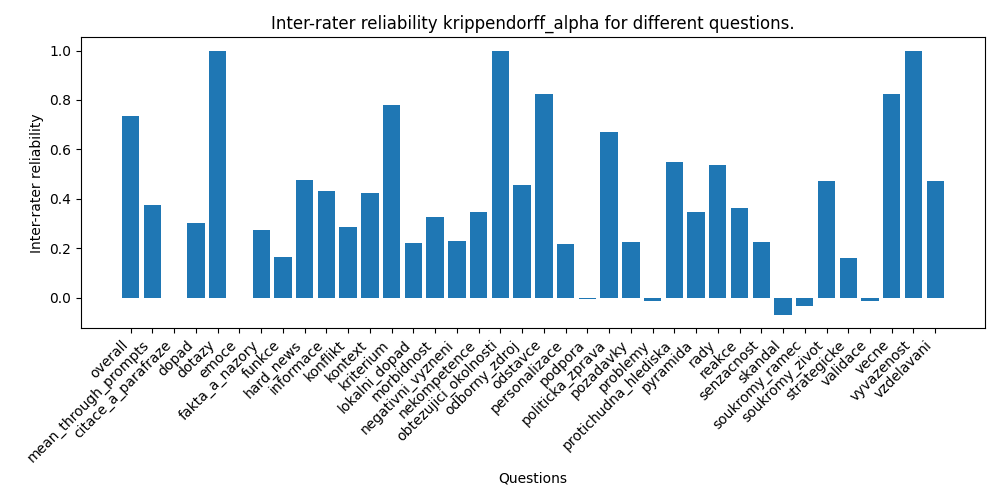 Inter-rater reliability krippendorff_alpha for different questions.
Inter-rater reliability
1.0
0.8
0.6
0.4
0.2
0.0
overall
mean_through_prompts
citace_a_parafraze
dopad
dotazy
emoce
fakta_a_nazory
funkce
hard_news
informace
konflikt
kontext
kriterium
lokalni_dopad
morbidnost
negativni_vyzneni
nekompetence
obtezujici_okolnosti
odborny_zdroj
odstavce
personalizace
podpora
politicka_zprava
pozadavky
problemy
protichudna_hlediska
pyramida
rady
reakce
senzacnost
skandal
soukromy_ramec
soukromy_zivot
strategicke
validace
vecne
vyvazenost
vzdelavani
Questions